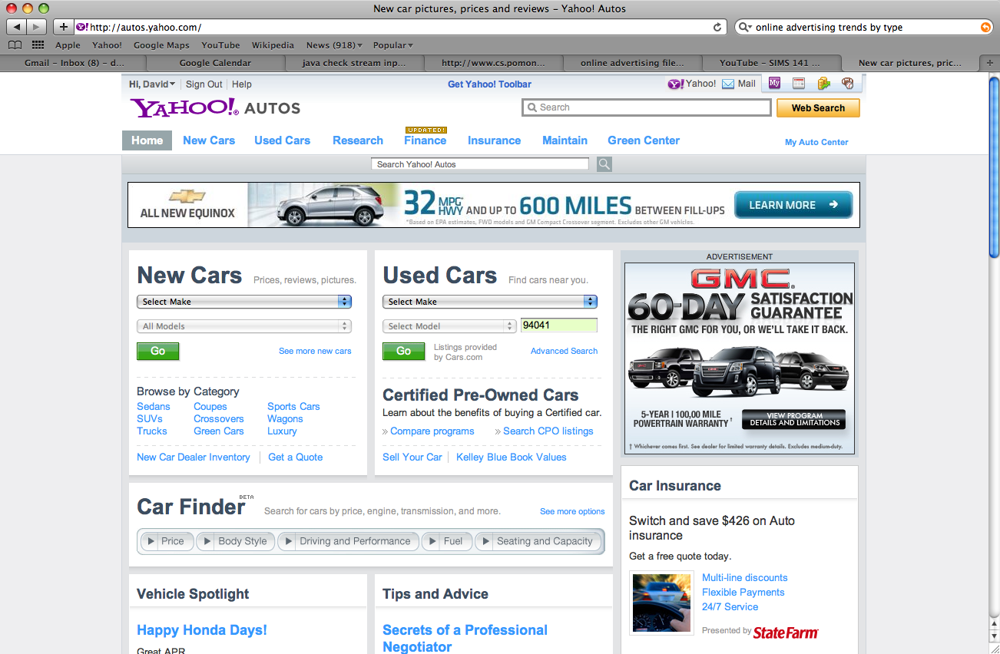 New car pictures, prices and reviews – Yahoo! Autos
http://autos.yahoo.com/
online advertising trends by type
Apple Yahoo! Google Maps YouTube Wikipedia News (918) Popular
Gmail – Inbox (8) – d... Google Calendar java check stream inp... http://www.cs.pomon... online advertising file... YouTube – SIMS 141 ... New car pictures, pric...
Hi, David Sign Out Help Get Yahoo! Toolbar Y! Yahoo! Mail My
YAHOO!® AUTOS Search Web Search
UPDATED!
Home New Cars Used Cars Research Finance Insurance Maintain Green Center My Auto Center
Search Yahoo! Autos
ALL NEW EQUINOX 32 MPG* HWY AND UP TO 600 MILES BETWEEN FILL-UPS LEARN MORE
*Based on EPA estimates, FWD models and GM Compact Crossover segment. Excludes other GM vehicles.
New Cars Prices, reviews, pictures.
Select Make
All Models
Go See more new cars
Browse by Category
Sedans Coupes Sports Cars
SUVs Crossovers Wagons
Trucks Green Cars Luxury
New Car Dealer Inventory Get a Quote
Used Cars Find cars near you.
Select Make
Select Model 94041
Go Listings provided
by Cars.com Advanced Search
Certified Pre-Owned Cars
Learn about the benefits of buying a Certified car.
» Compare programs » Search CPO listings
Sell Your Car Kelley Blue Book Values
ADVERTISEMENT
GMC.
60-DAY SATISFACTION
GUARANTEE
THE RIGHT GMC FOR YOU, OR WE'LL TAKE IT BACK.
5-YEAR | 100,00 MILE
POWERTRAIN WARRANTY†
VIEW PROGRAM
DETAILS AND LIMITATIONS
† Whichever comes first. See dealer for limited warranty details. Excludes medium-duty.
Car Finder BETA Search for cars by price, engine, transmission, and more. See more options
Price Body Style Driving and Performance Fuel Seating and Capacity
Car Insurance
Switch and save $426 on Auto
insurance
Get a free quote today.
Multi-line discounts
Flexible Payments
24/7 Service
Presented by State Farm
Vehicle Spotlight
Happy Honda Days!
Great APR
Tips and Advice
Secrets of a Professional
Negotiator